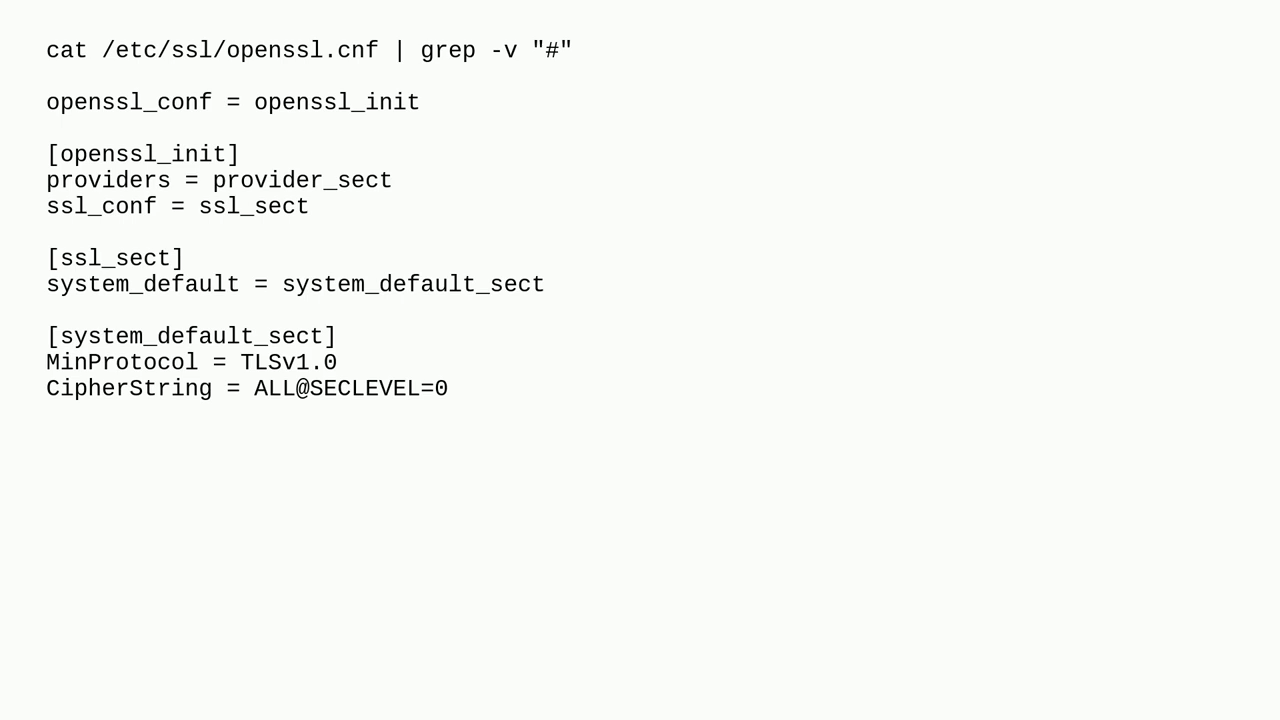 cat /etc/ssl/openssl.cnf | grep -v "#"
openssl_conf = openssl_init
[openssl_init]
providers = provider_sect
ssl_conf = ssl_sect
[ssl_sect]
system_default = system_default_sect
[system_default_sect]
MinProtocol = TLSv1.0
CipherString = ALL@SECLEVEL=0